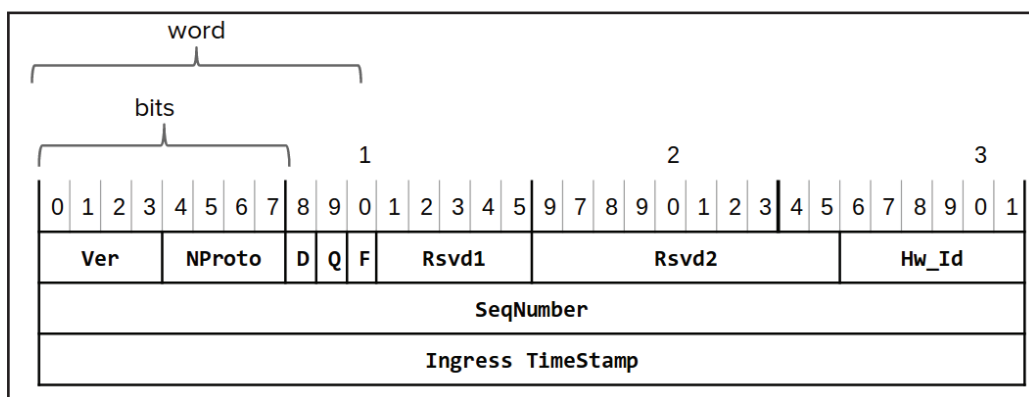 word
bits
1 2 3
0 1 2 3 4 5 6 7 8 9 0 1 2 3 4 5 9 7 8 9 0 1 2 3 4 5 6 7 8 9 0 1
Ver NProto D Q F Rsvd1 Rsvd2 Hw_Id
SeqNumber
Ingress TimeStamp